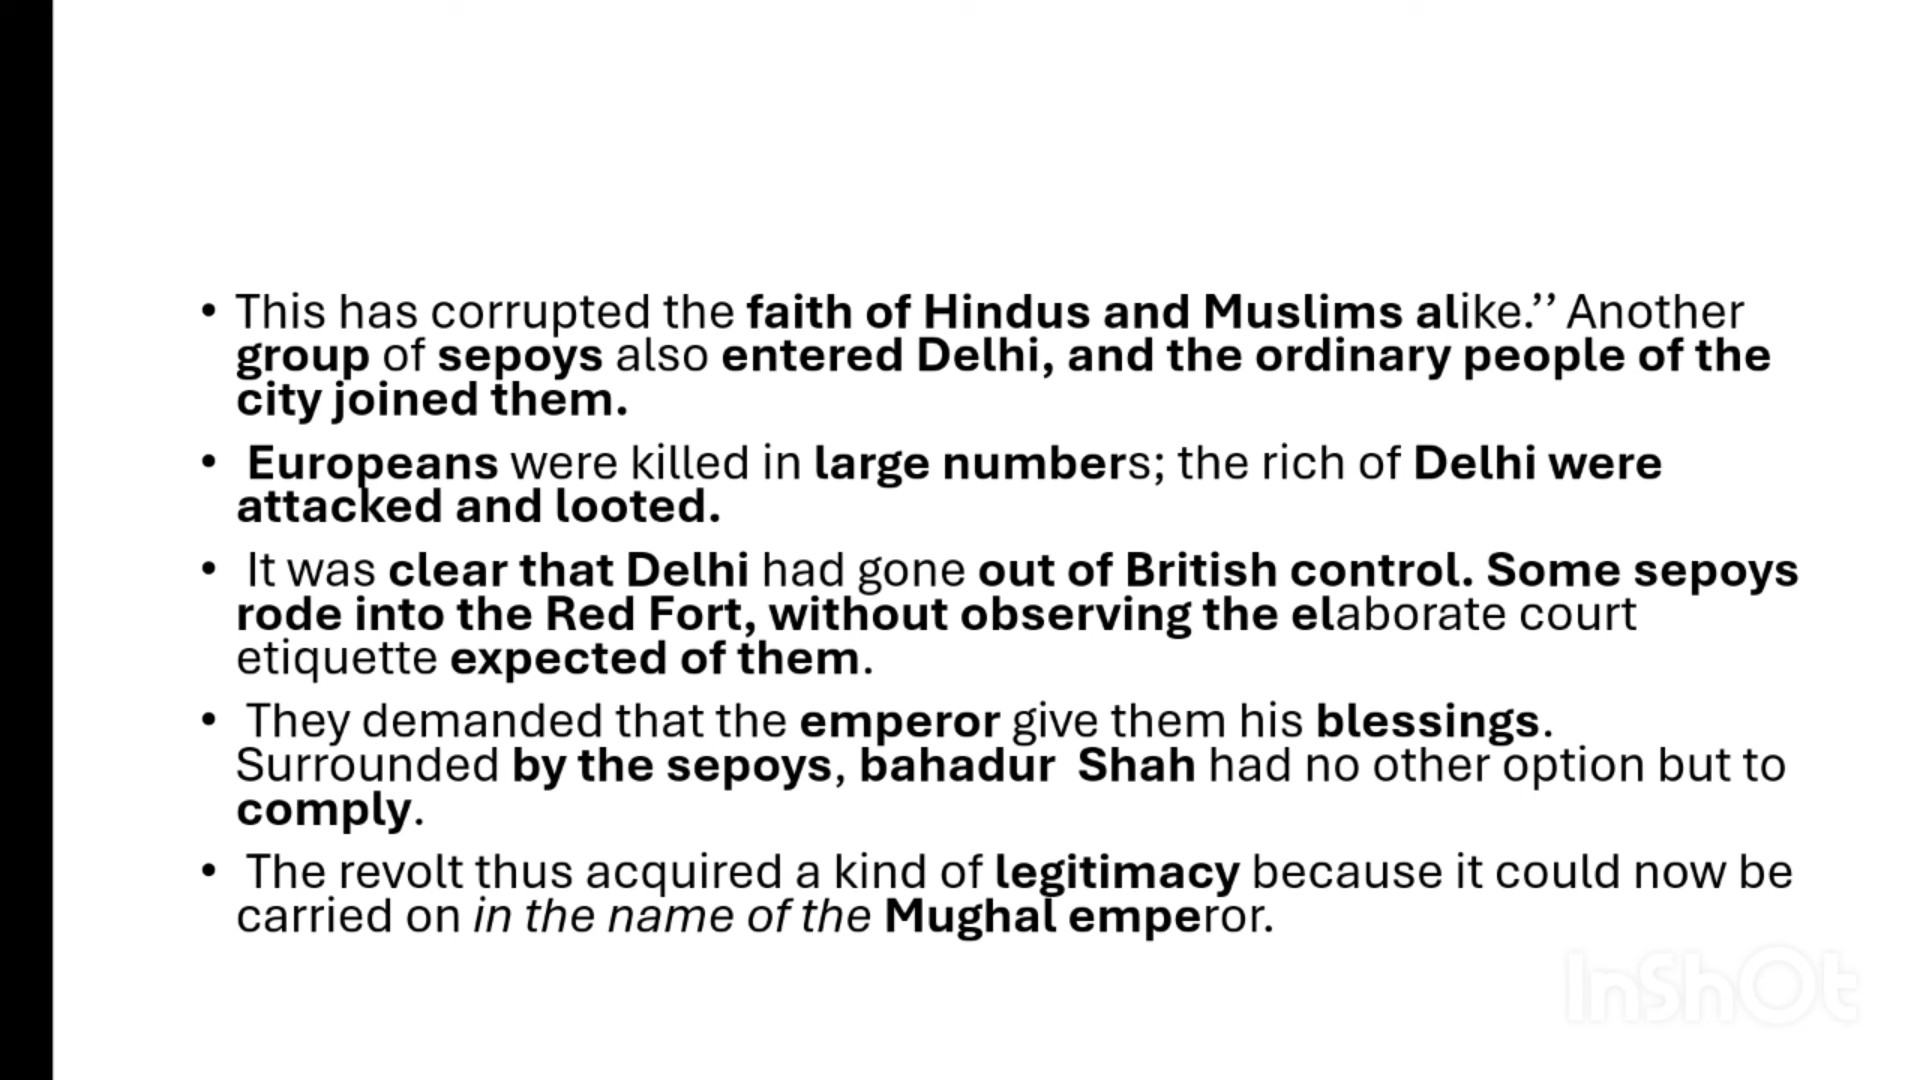 • This has corrupted the faith of Hindus and Muslims alike.’’ Another
group of sepoys also entered Delhi, and the ordinary people of the
city joined them.
• Europeans were killed in large numbers; the rich of Delhi were
attacked and looted.
• It was clear that Delhi had gone out of British control. Some sepoys
rode into the Red Fort, without observing the elaborate court
etiquette expected of them.
• They demanded that the emperor give them his blessings.
Surrounded by the sepoys, bahadur Shah had no other option but to
comply.
• The revolt thus acquired a kind of legitimacy because it could now be
carried on in the name of the Mughal emperor.
InShOt